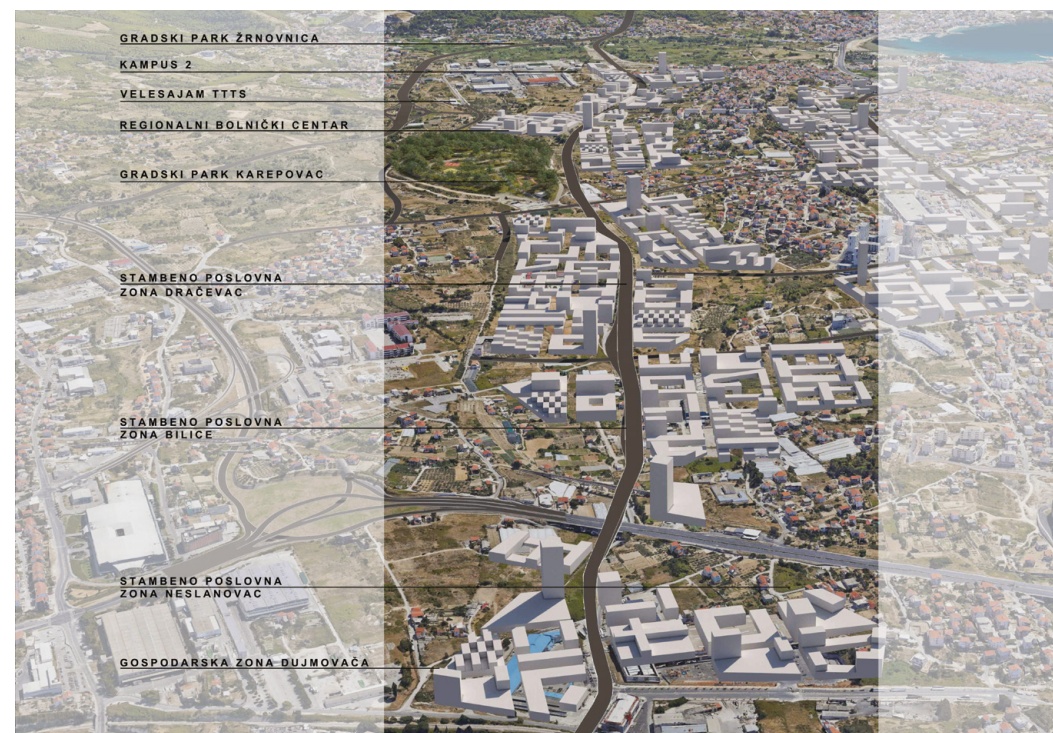 GRADSKI PARK ŽRNOVNICA
KAMPUS 2
VELESAJAM TTTS
REGIONALNI BOLNIČKI CENTAR
GRADSKI PARK KAREPOVAC
STAMBENO POSLOVNA
ZONA DRAČEVAC
STAMBENO POSLOVNA
ZONA BILICE
STAMBENO POSLOVNA
ZONA NESLANOVAC
GOSPODARSKA ZONA DUJMOVAČA